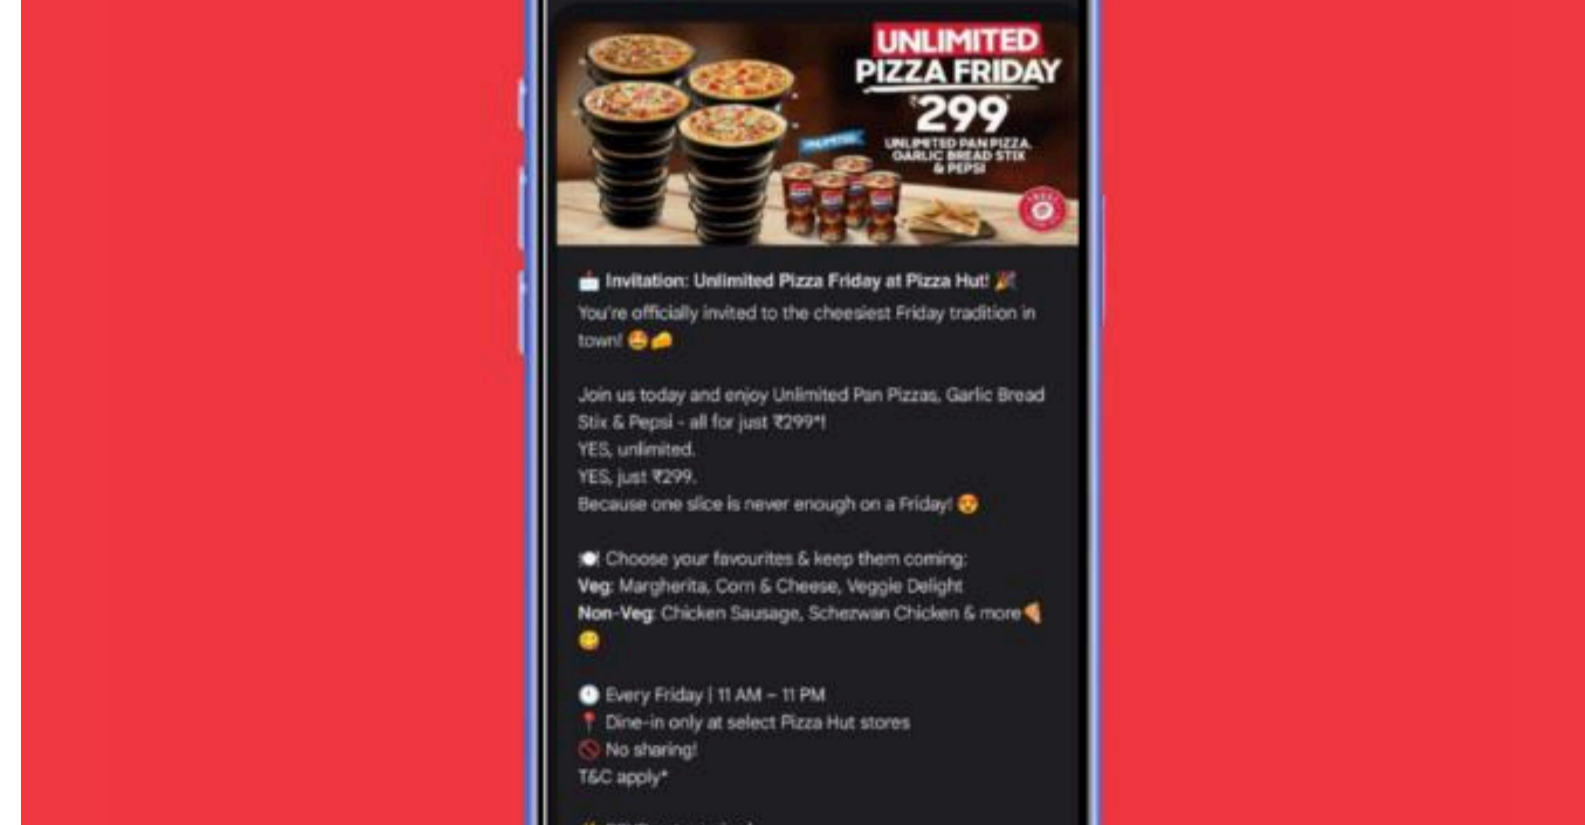 UNLIMITED
PIZZA FRIDAY
₹299*
UNLIMITED
UNLIMITED PAN PIZZA,
GARLIC BREAD STIX
& PEPSI
📩 Invitation: Unlimited Pizza Friday at Pizza Hut! 🎉
You're officially invited to the cheesiest Friday tradition in
town! 🤩🧀
Join us today and enjoy Unlimited Pan Pizzas, Garlic Bread
Stix & Pepsi - all for just ₹299*!
YES, unlimited.
YES, just ₹299.
Because one slice is never enough on a Friday! 😍
🍽️ Choose your favourites & keep them coming:
Veg: Margherita, Corn & Cheese, Veggie Delight
Non-Veg: Chicken Sausage, Schezwan Chicken & more🍕
😋
🕛 Every Friday | 11 AM – 11 PM
📍 Dine-in only at select Pizza Hut stores
🚫 No sharing!
T&C apply*